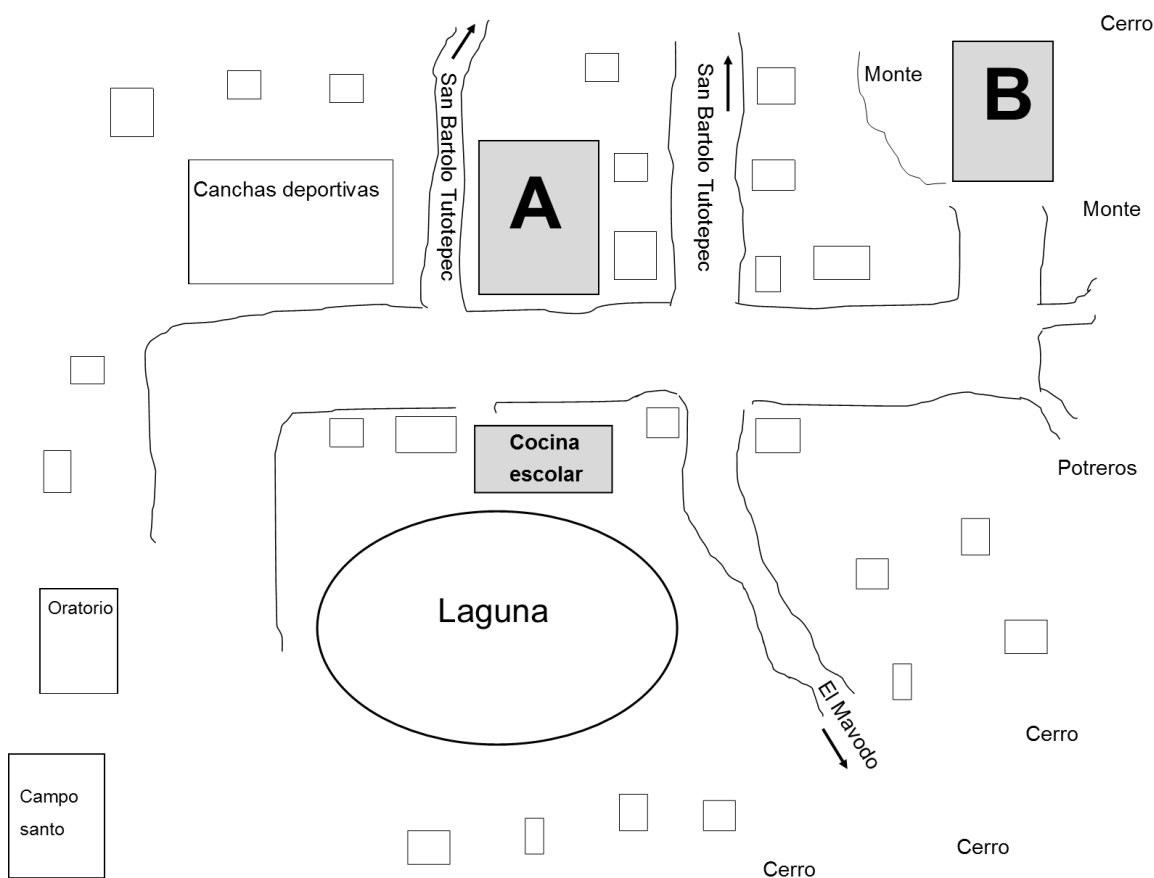 Cerro
San Bartolo Tutotepec
San Bartolo Tutotepec
Monte
B
Canchas deportivas
A
Monte
Cocina
escolar
Potreros
Oratorio
Laguna
El Mavodo
Cerro
Campo
santo
Cerro
Cerro